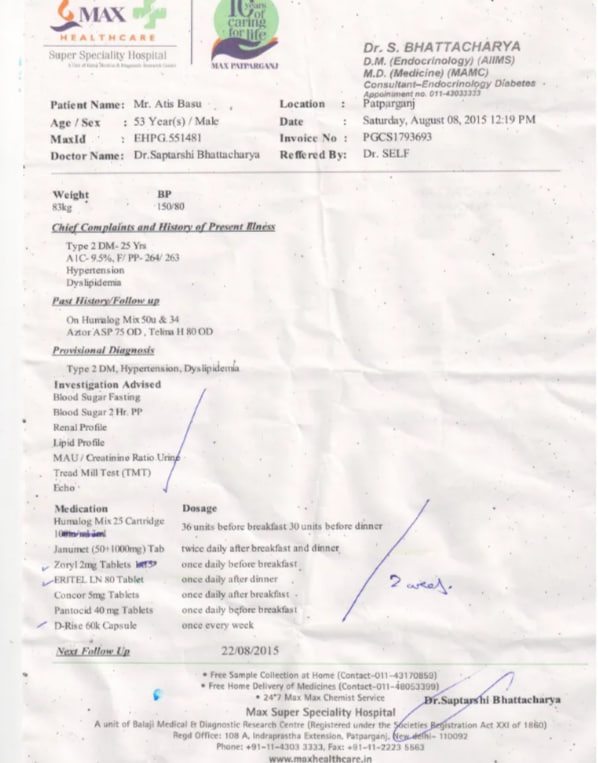 MAX
HEALTHCARE
Super Speciality Hospital
10 years of caring for life
MAX PATPARGANJ
Dr. S. BHATTACHARYA
D.M. (Endocrinology) (AIIMS)
M.D. (Medicine) (MAMC)
Consultant-Endocrinology Diabetes
Appointment no. 011-43033333
Patient Name: Mr. Atis Basu Location : Patparganj
Age / Sex : 53 Year(s) / Male Date : Saturday, August 08, 2015 12:19 PM
MaxId : EHPG.551481 Invoice No : PGCS1793693
Doctor Name: Dr.Saptarshi Bhattacharya Reffered By: Dr. SELF
Weight BP
83kg 150/80
Chief Complaints and History of Present Illness
Type 2 DM- 25 Yrs
A1C- 9.5%, F/ PP- 264/ 263
Hypertension
Dyslipidemia
Past History/Follow up
On Humalog Mix 50u & 34
Aztor ASP 75 OD , Telma H 80 OD
Provisional Diagnosis
Type 2 DM, Hypertension, Dyslipidemia
Investigation Advised
Blood Sugar Fasting
Blood Sugar 2 Hr. PP
Renal Profile
Lipid Profile
MAU / Creatinine Ratio Urine
Tread Mill Test (TMT)
Echo
Medication Dosage
Humalog Mix 25 Cartridge 36 units before breakfast 30 units before dinner
Janumet (50+1000mg) Tab twice daily after breakfast and dinner
Zoryl 2mg Tablets once daily before breakfast
ERITEL LN 80 Tablet once daily after dinner
Concor 5mg Tablets once daily after breakfast
Pantocid 40 mg Tablets once daily before breakfast
D-Rise 60k Capsule once every week
2 week.
Next Follow Up 22/08/2015
• Free Sample Collection at Home (Contact-011-43170859)
• Free Home Delivery of Medicines (Contact-011-48053399)
• 24*7 Max Max Chemist Service
Dr.Saptarshi Bhattacharya
Max Super Speciality Hospital
A unit of Balaji Medical & Diagnostic Research Centre (Registered under the Societies Registration Act XXI of 1860)
Regd Office: 108 A, Indraprastha Extension, Patparganj, New delhi- 110092
Phone: +91-11-4303 3333, Fax: +91-11-2223 5563
www.maxhealthcare.in